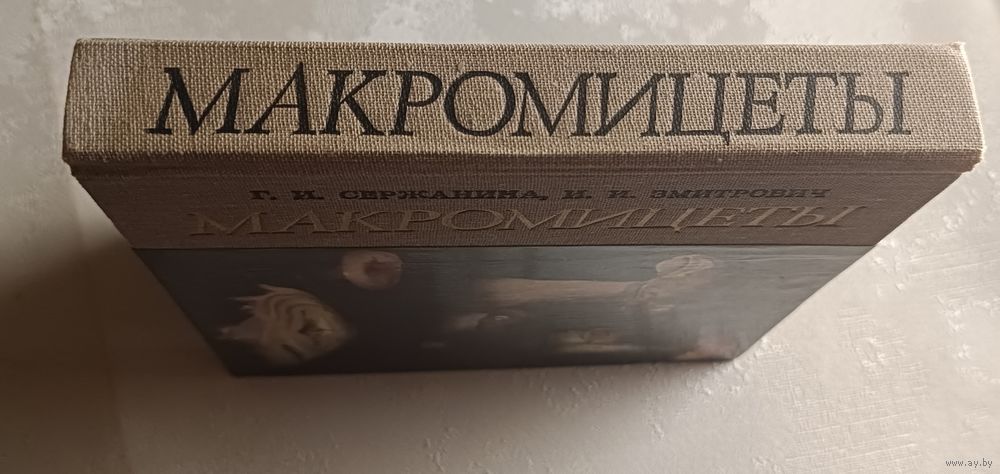 МАКРОМИЦЕТЫ
Г. И. СЕРЖАНИНА, И. И. ЗМИТРОВИЧ
МАКРОМИЦЕТЫ
www.ay.by